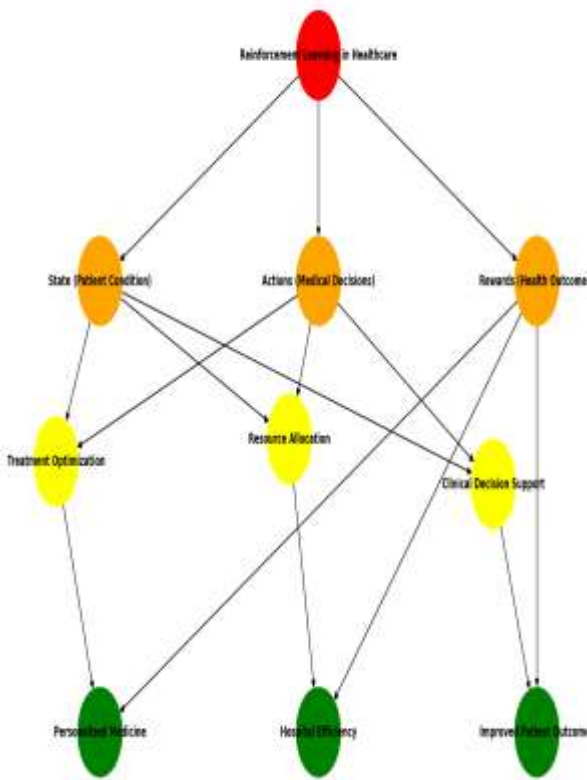 Reinforcement Learning in Healthcare
State (Patient Condition)
Actions (Medical Decisions)
Rewards (Health Outcome
Resource Allocation
Treatment Optimization
Clinical Decision Support
Personalized Medicine
Hospital Efficiency
Improved Patient Outcome